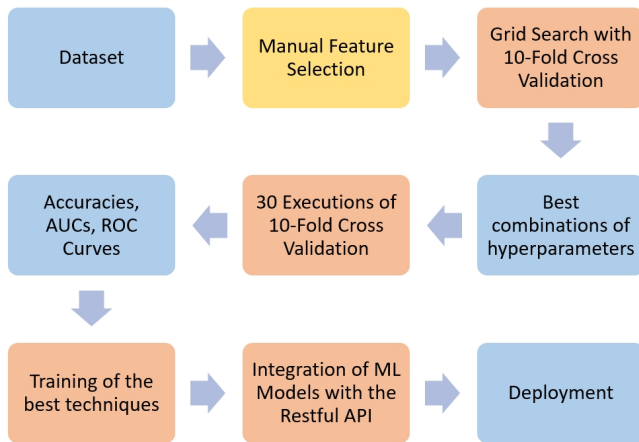 Dataset
Manual Feature
Selection
Grid Search with
10-Fold Cross
Validation
Best
combinations of
hyperparameters
30 Executions of
10-Fold Cross
Validation
Accuracies,
AUCs, ROC
Curves
Training of the
best techniques
Integration of ML
Models with the
Restful API
Deployment